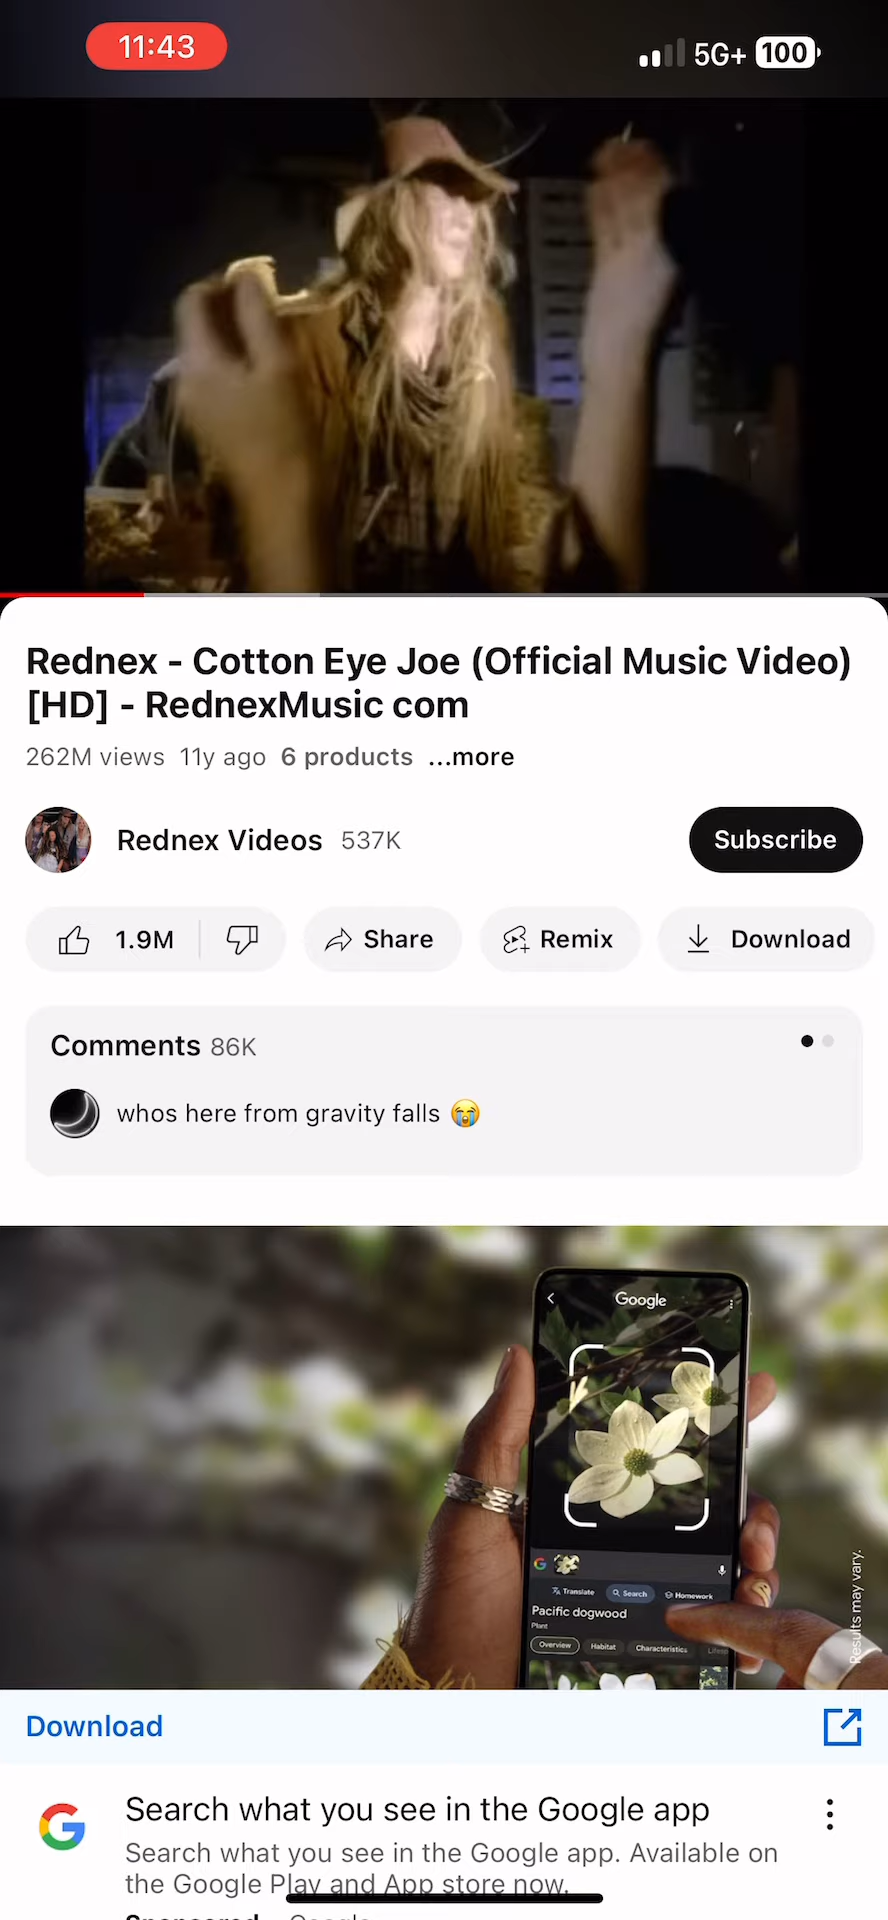 11:43
5G+ 100
Rednex - Cotton Eye Joe (Official Music Video)
[HD] - RednexMusic com
262M views 11y ago 6 products ...more
Rednex Videos 537K
Subscribe
1.9M
Share
Remix
Download
Comments 86K
whos here from gravity falls 😭
Google
Translate
Search
Homework
Pacific dogwood
Plant
Overview
Habitat
Characteristics
Results may vary.
Download
Search what you see in the Google app
Search what you see in the Google app. Available on
the Google Play and App store now.
Sponsored · Google